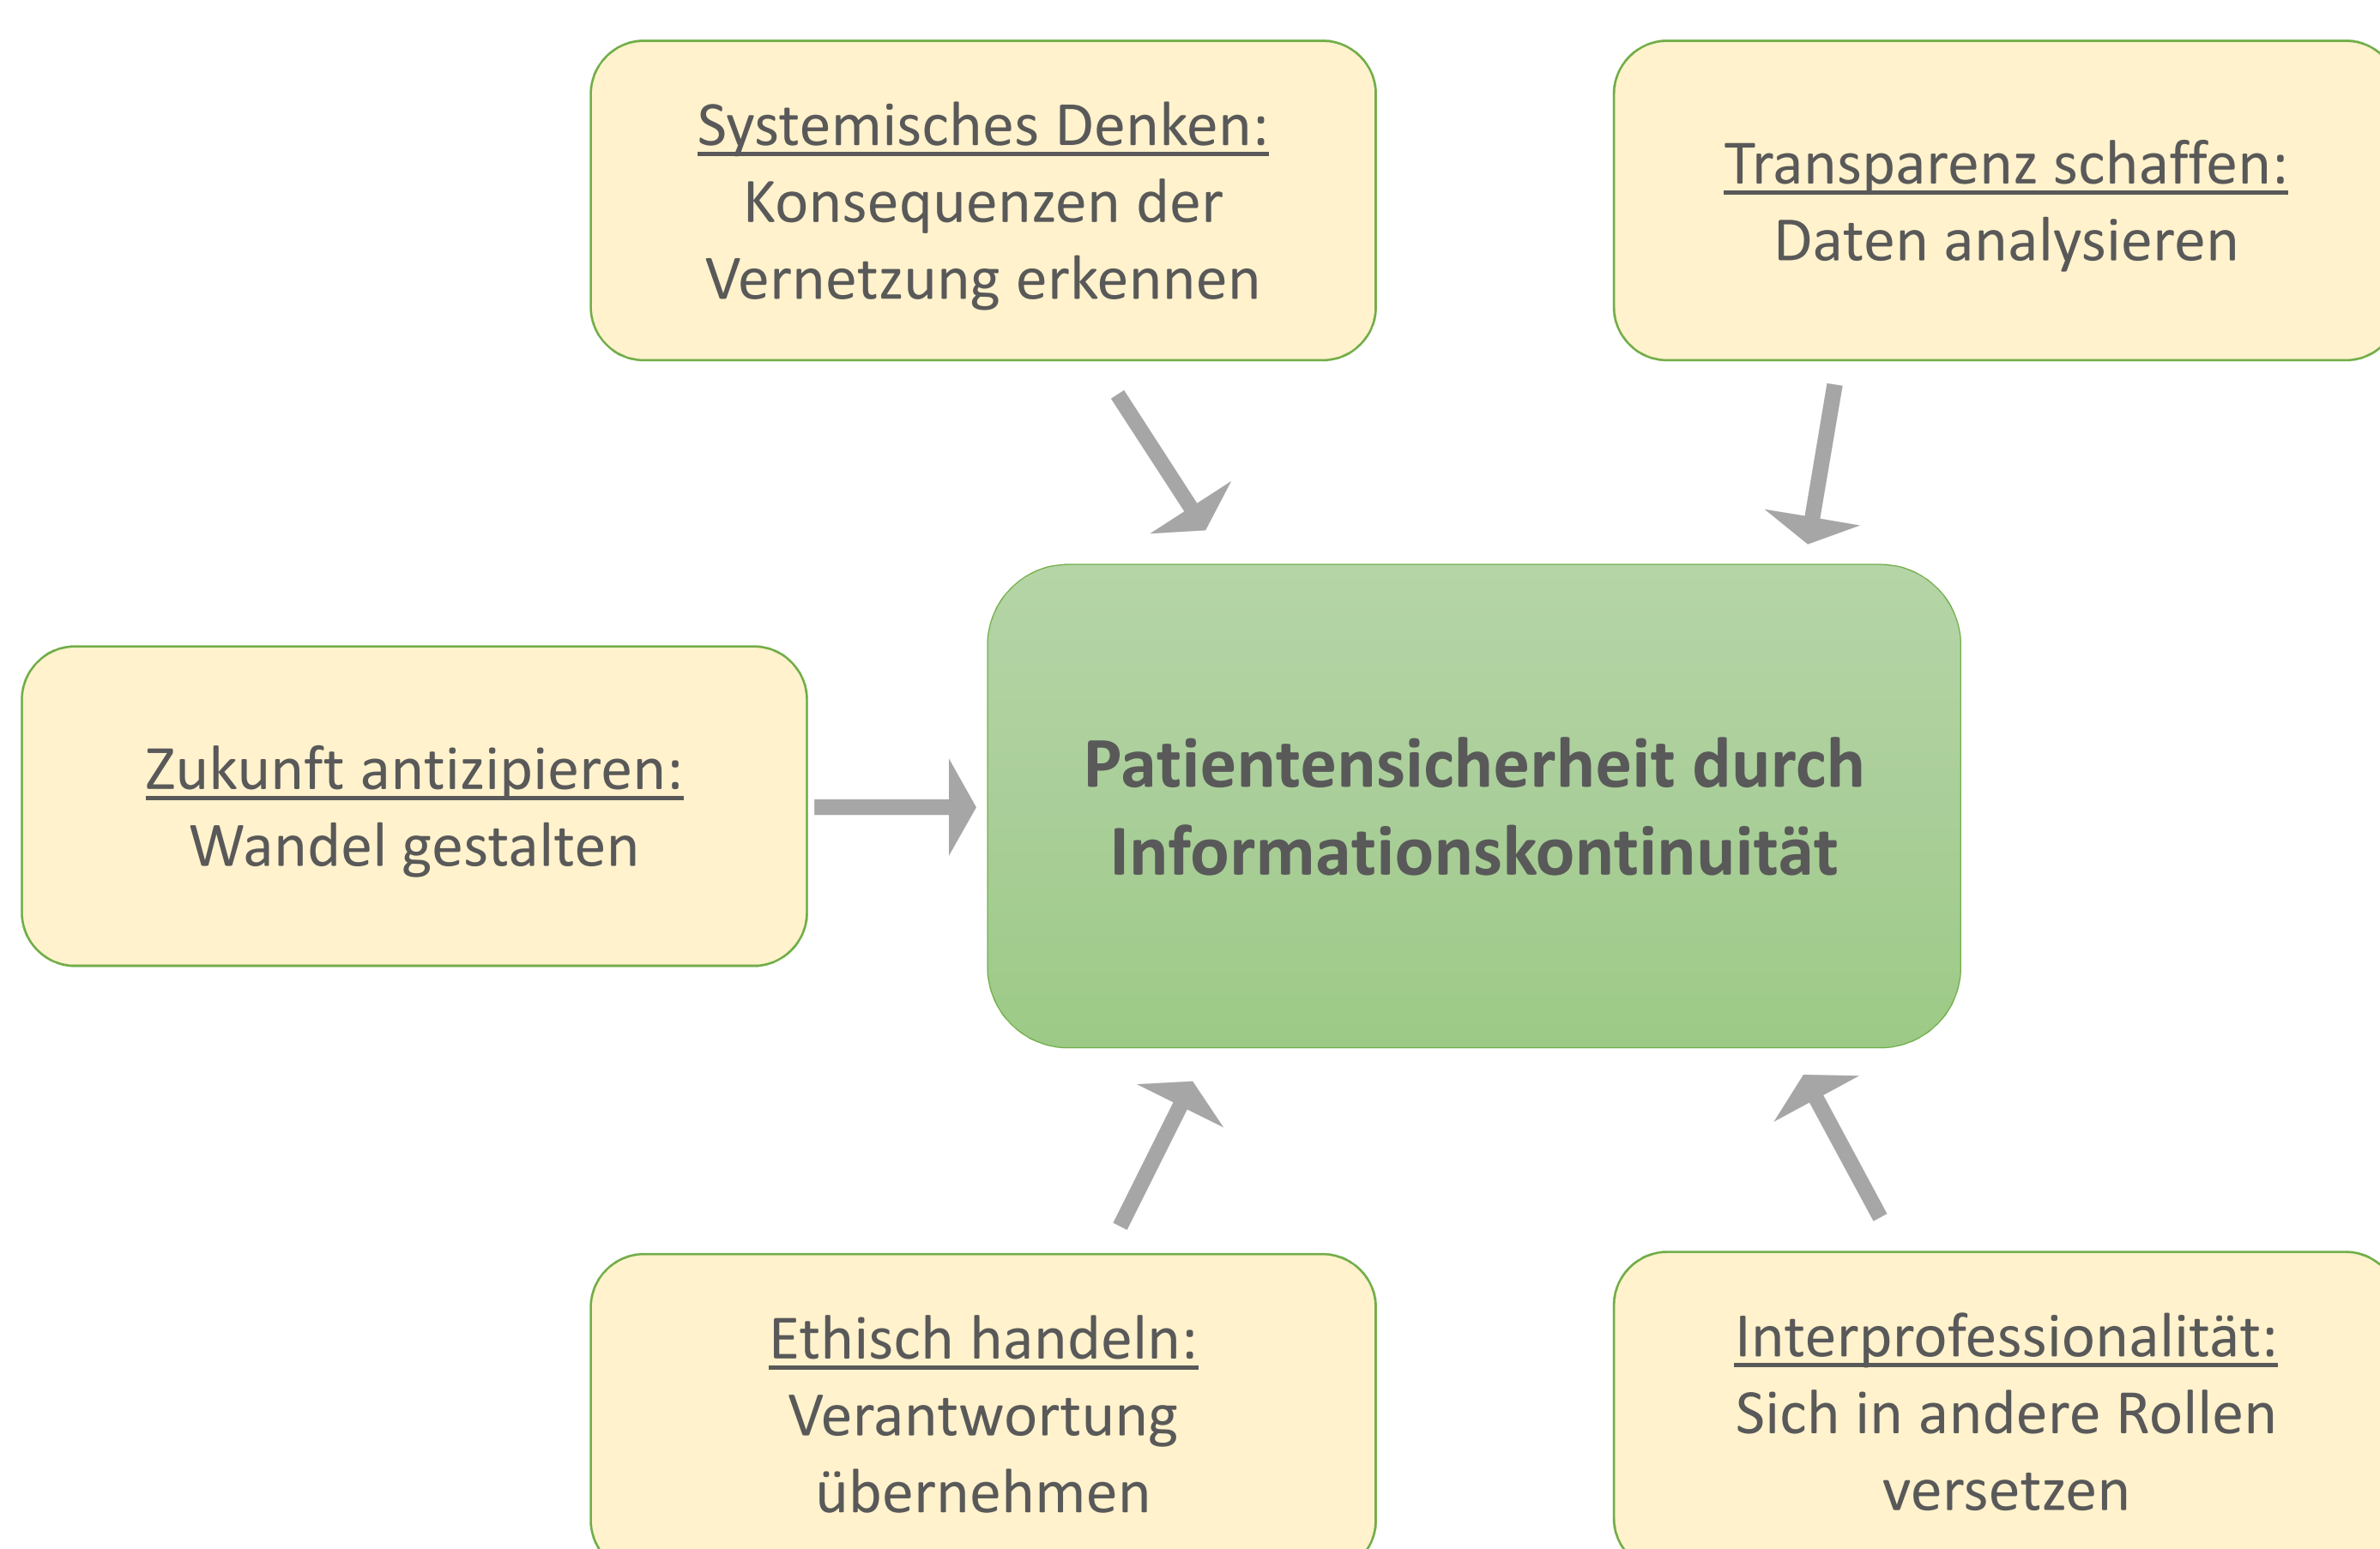 Systemisches Denken:
Konsequenzen der
Vernetzung erkennen
Transparenz schaffen:
Daten analysieren
Zukunft antizipieren:
Wandel gestalten
Patientensicherheit durch
Informationskontinuität
Ethisch handeln:
Verantwortung
übernehmen
Interprofessionalität:
Sich in andere Rollen
versetzen